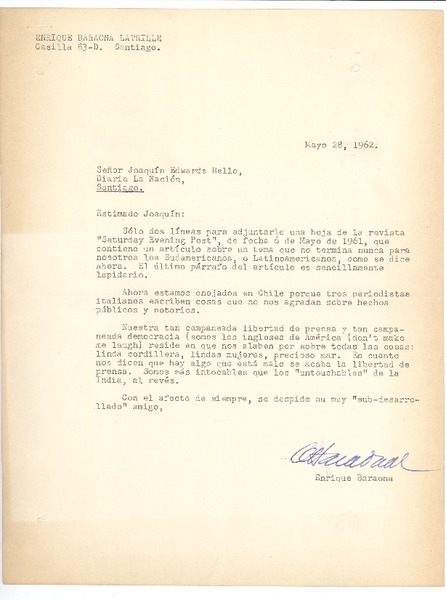 ENRIQUE BARAONA LATRILLE
Casilla 63-D. Santiago.
Mayo 28, 1962.
Señor Joaquín Edwards Bello,
Diario La Nación,
Santiago.
Estimado Joaquín:
Sólo dos líneas para adjuntarle una hoja de la revista
"Saturday Evening Post", de fecha 6 de Mayo de 1961, que
contiene un artículo sobre un tema que no termina nunca para
nosotros los Sudamericanos, o Latinoamericanos, como se dice
ahora. El último párrafo del artículo es sencillamente
lapidario.
Ahora estamos enojados en Chile porque tres periodistas
italianos escriben cosas que no nos agradan sobre hechos
públicos y notorios.
Nuestra tan campaneada libertad de prensa y tan campa-
neada democracia (somos los ingleses de América (don't make
me laugh) reside en que nos alaben por sobre todas las cosas:
linda cordillera, lindas mujeres, precioso mar. En cuanto
nos dicen que hay algo que está malo se acaba la libertad de
prensa. Somos más intocables que los "untouchables" de la
India, al revés.
Con el afecto de siempre, se despide su muy "sub-desarro-
llado" amigo,
Enrique Baraona